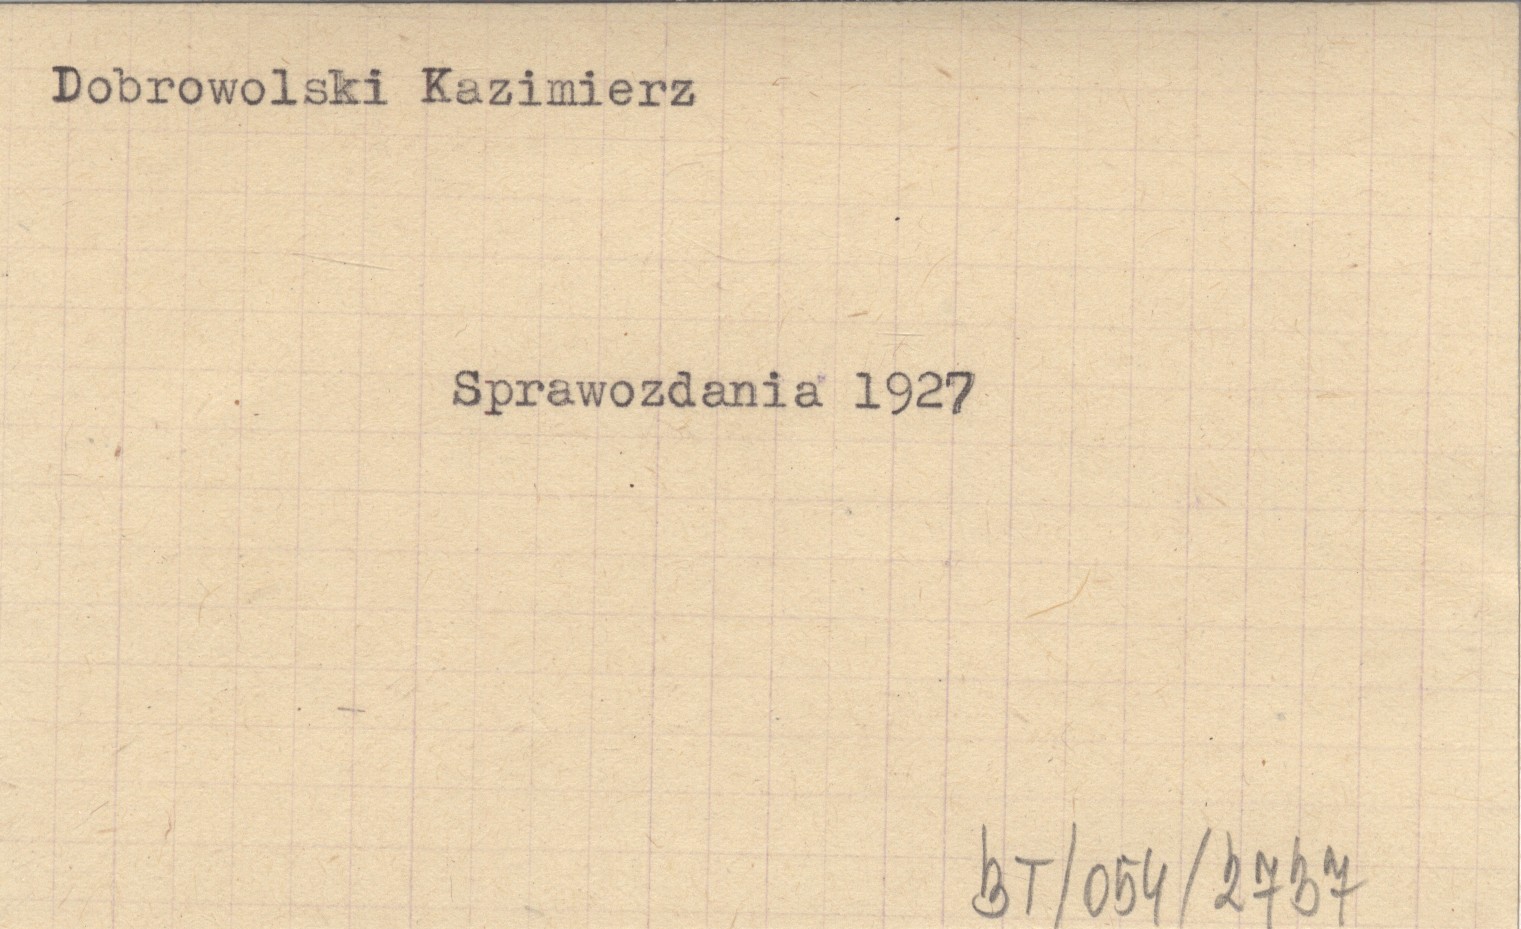 Dobrowolski Kazimierz
Sprawozdania 1927
BT/054/2737